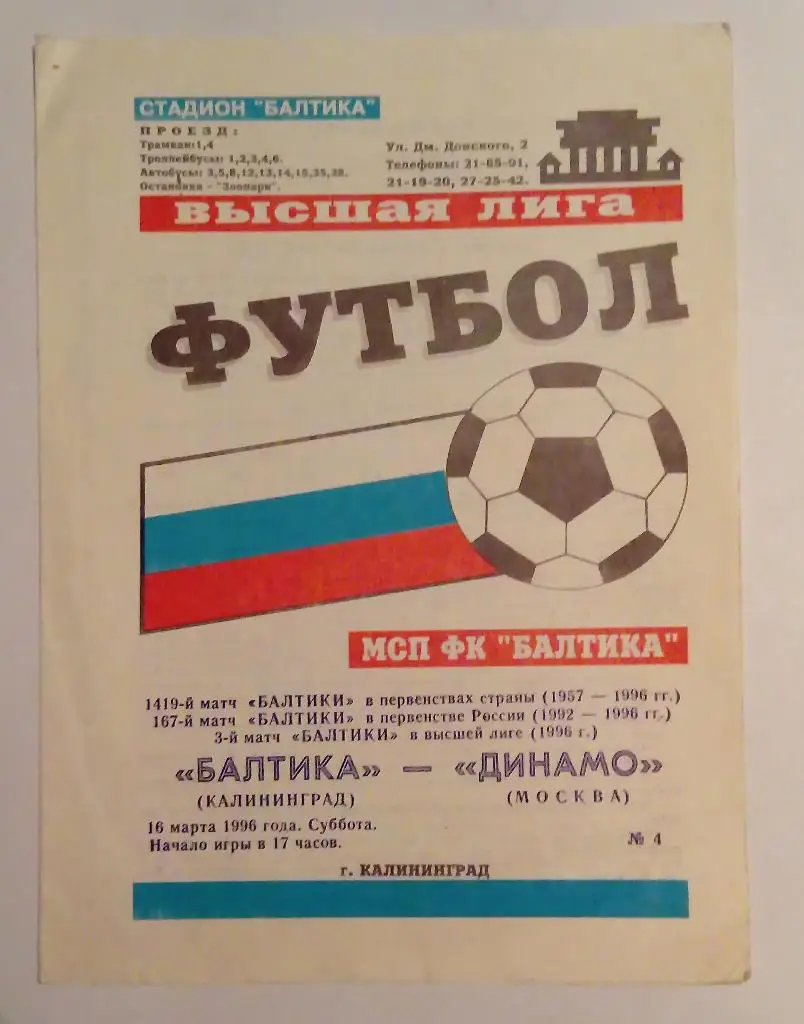 СТАДИОН "БАЛТИКА"
ПРОЕЗД:
Трамваи:1,4
Троллейбусы: 1,2,3,4,6.
Автобусы: 3,5,8,12,13,14,15,35,38.
Остановка - "Зоопарк".
Ул. Дм. Донского, 2
Телефоны: 21-65-91,
21-19-20, 27-25-42.
ВЫСШАЯ ЛИГА
ФУТБОЛ
МСП ФК "БАЛТИКА"
1419-й матч «БАЛТИКИ» в первенствах страны (1957 — 1996 гг.)
167-й матч «БАЛТИКИ» в первенстве России (1992 — 1996 гг.)
3-й матч «БАЛТИКИ» в высшей лиге (1996 г.)
«БАЛТИКА» — «ДИНАМО»
(КАЛИНИНГРАД) (МОСКВА)
16 марта 1996 года. Суббота.
Начало игры в 17 часов. № 4
г. КАЛИНИНГРАД